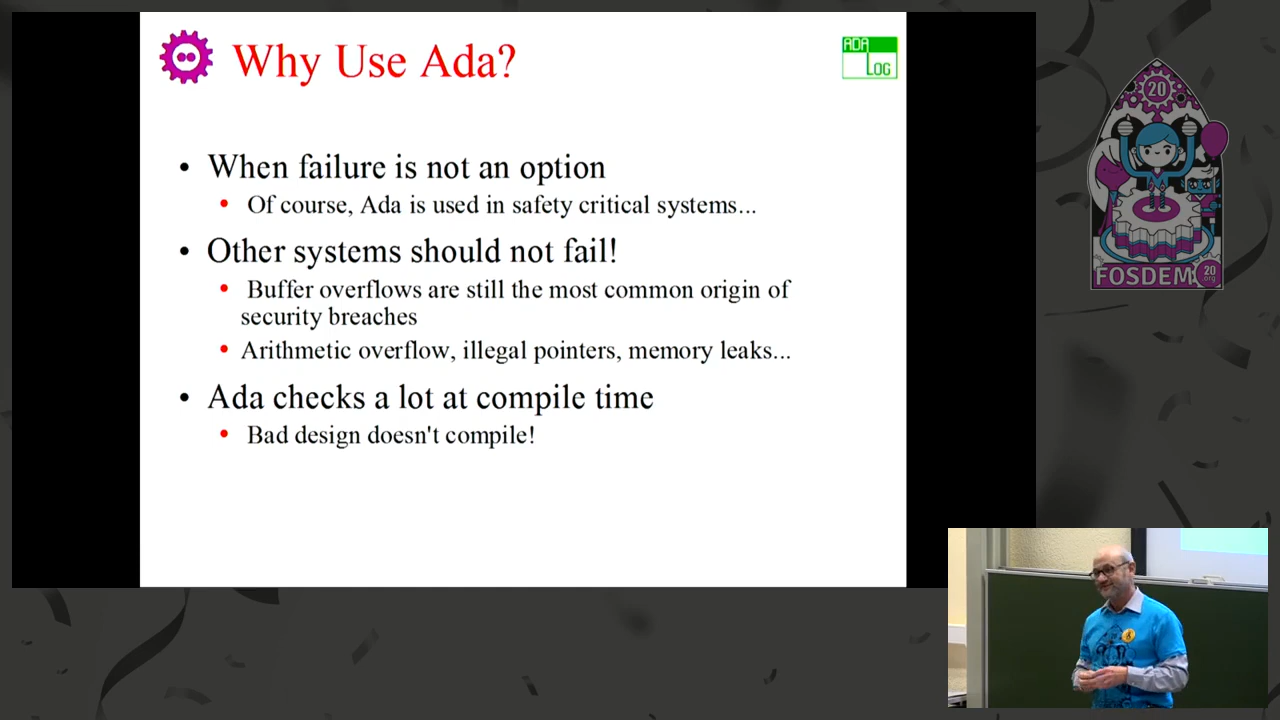 Why Use Ada?
ADA
LOG
• When failure is not an option
• Of course, Ada is used in safety critical systems...
• Other systems should not fail!
• Buffer overflows are still the most common origin of
security breaches
• Arithmetic overflow, illegal pointers, memory leaks...
• Ada checks a lot at compile time
• Bad design doesn't compile!
20
FOSDEM
20
.org